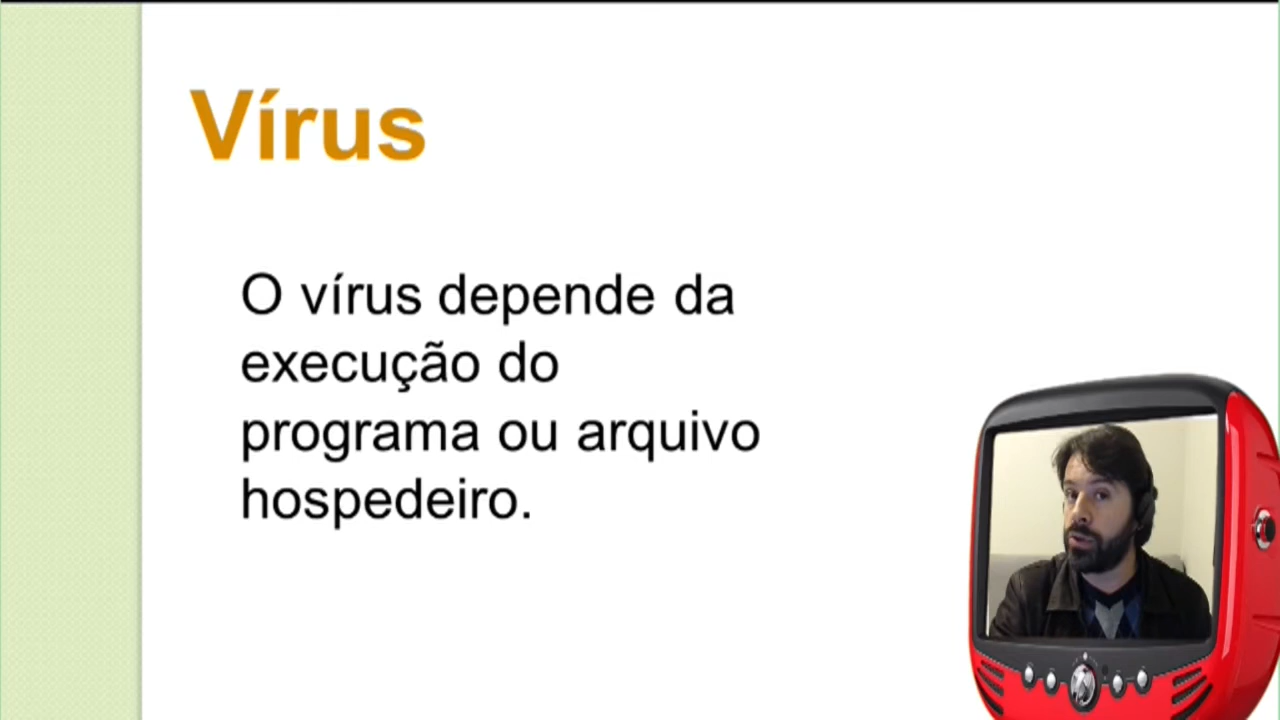 Vírus
O vírus depende da
execução do
programa ou arquivo
hospedeiro.